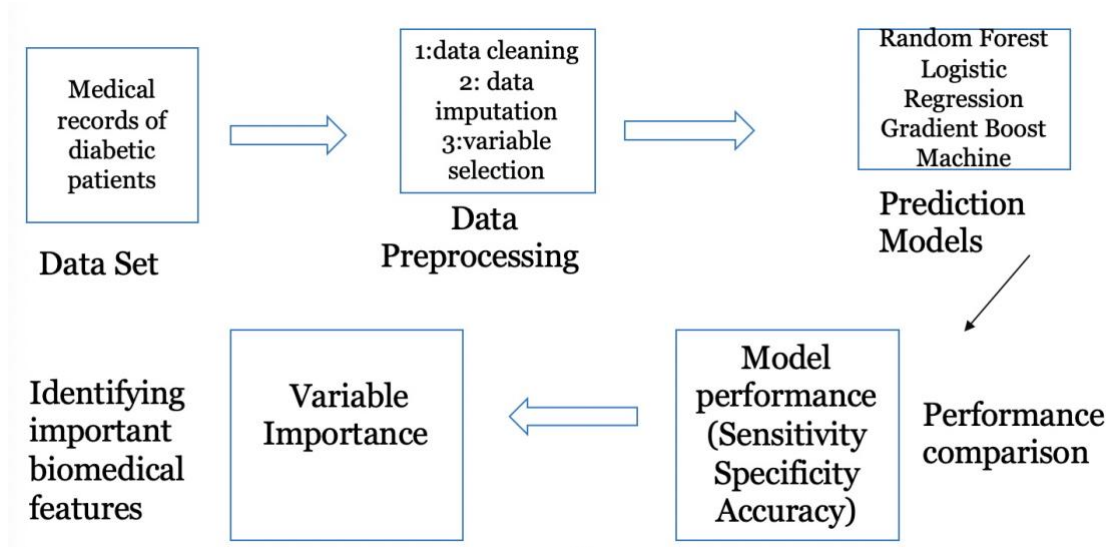 Medical
records of
diabetic
patients
Data Set
1:data cleaning
2: data
imputation
3:variable
selection
Data
Preprocessing
Random Forest
Logistic
Regression
Gradient Boost
Machine
Prediction
Models
Model
performance
(Sensitivity
Specificity
Accuracy)
Performance
comparison
Variable
Importance
Identifying
important
biomedical
features